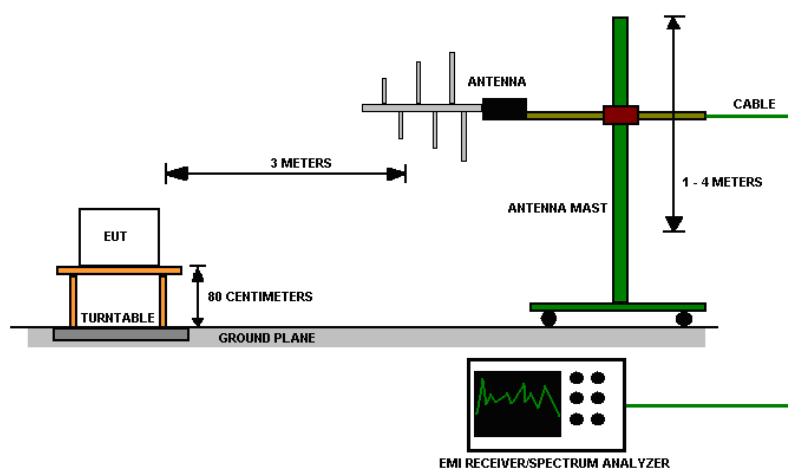 ANTENNA
CABLE
3 METERS
1 - 4 METERS
ANTENNA MAST
EUT
80 CENTIMETERS
TURNTABLE
GROUND PLANE
EMI RECEIVER/SPECTRUM ANALYZER